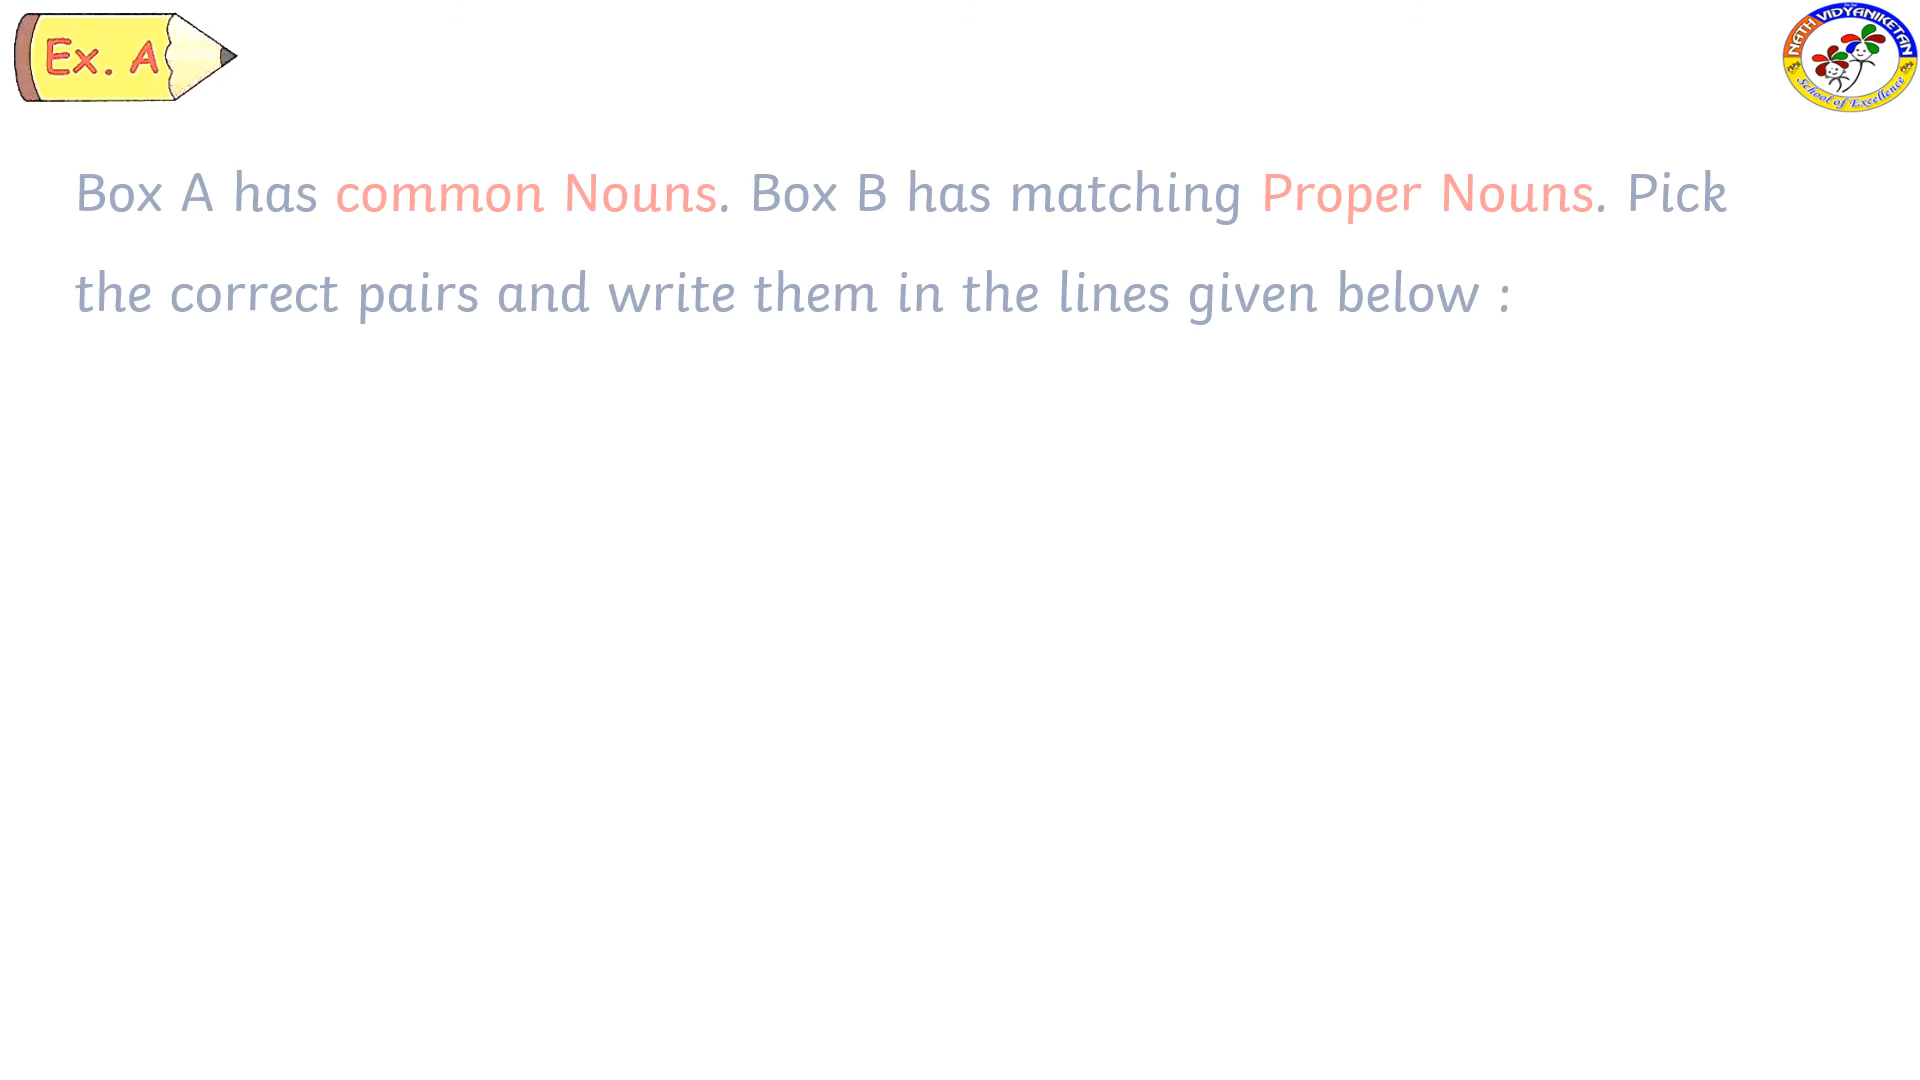 Ex. A
NATH VIDYANIKETAN
School of Excellence
Box A has common Nouns. Box B has matching Proper Nouns. Pick
the correct pairs and write them in the lines given below :